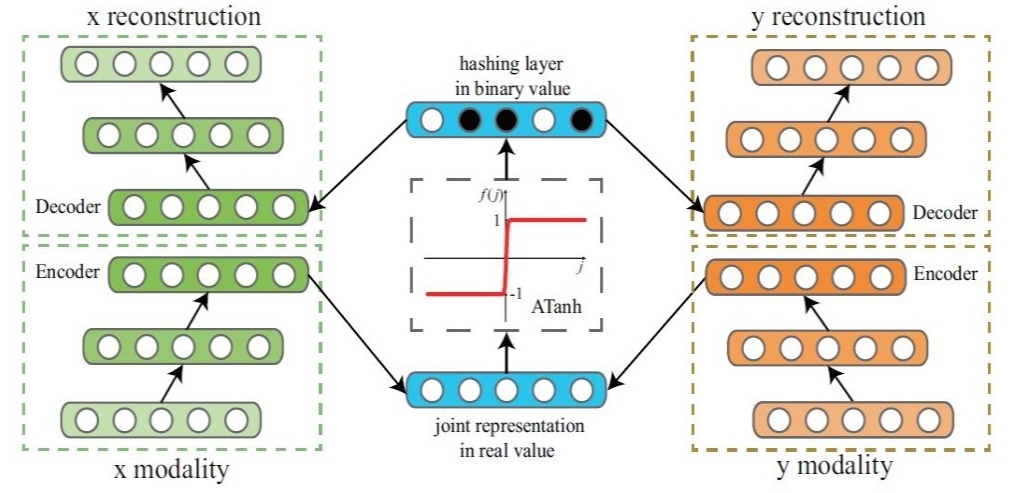 x reconstruction
y reconstruction
hashing layer
in binary value
f(j)
1
Decoder
Decoder
Encoder
Encoder
j
-1
ATanh
joint representation
in real value
x modality
y modality